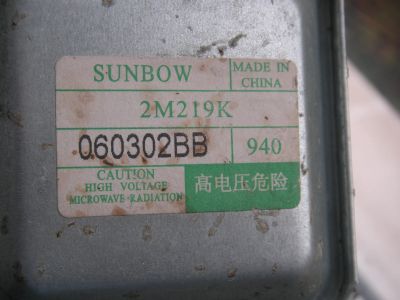 SUNBOW
MADE IN
CHINA
2M219K
060302BB
940
CAUTION
HIGH VOLTAGE
MICROWAVE RADIATION
高电压危险